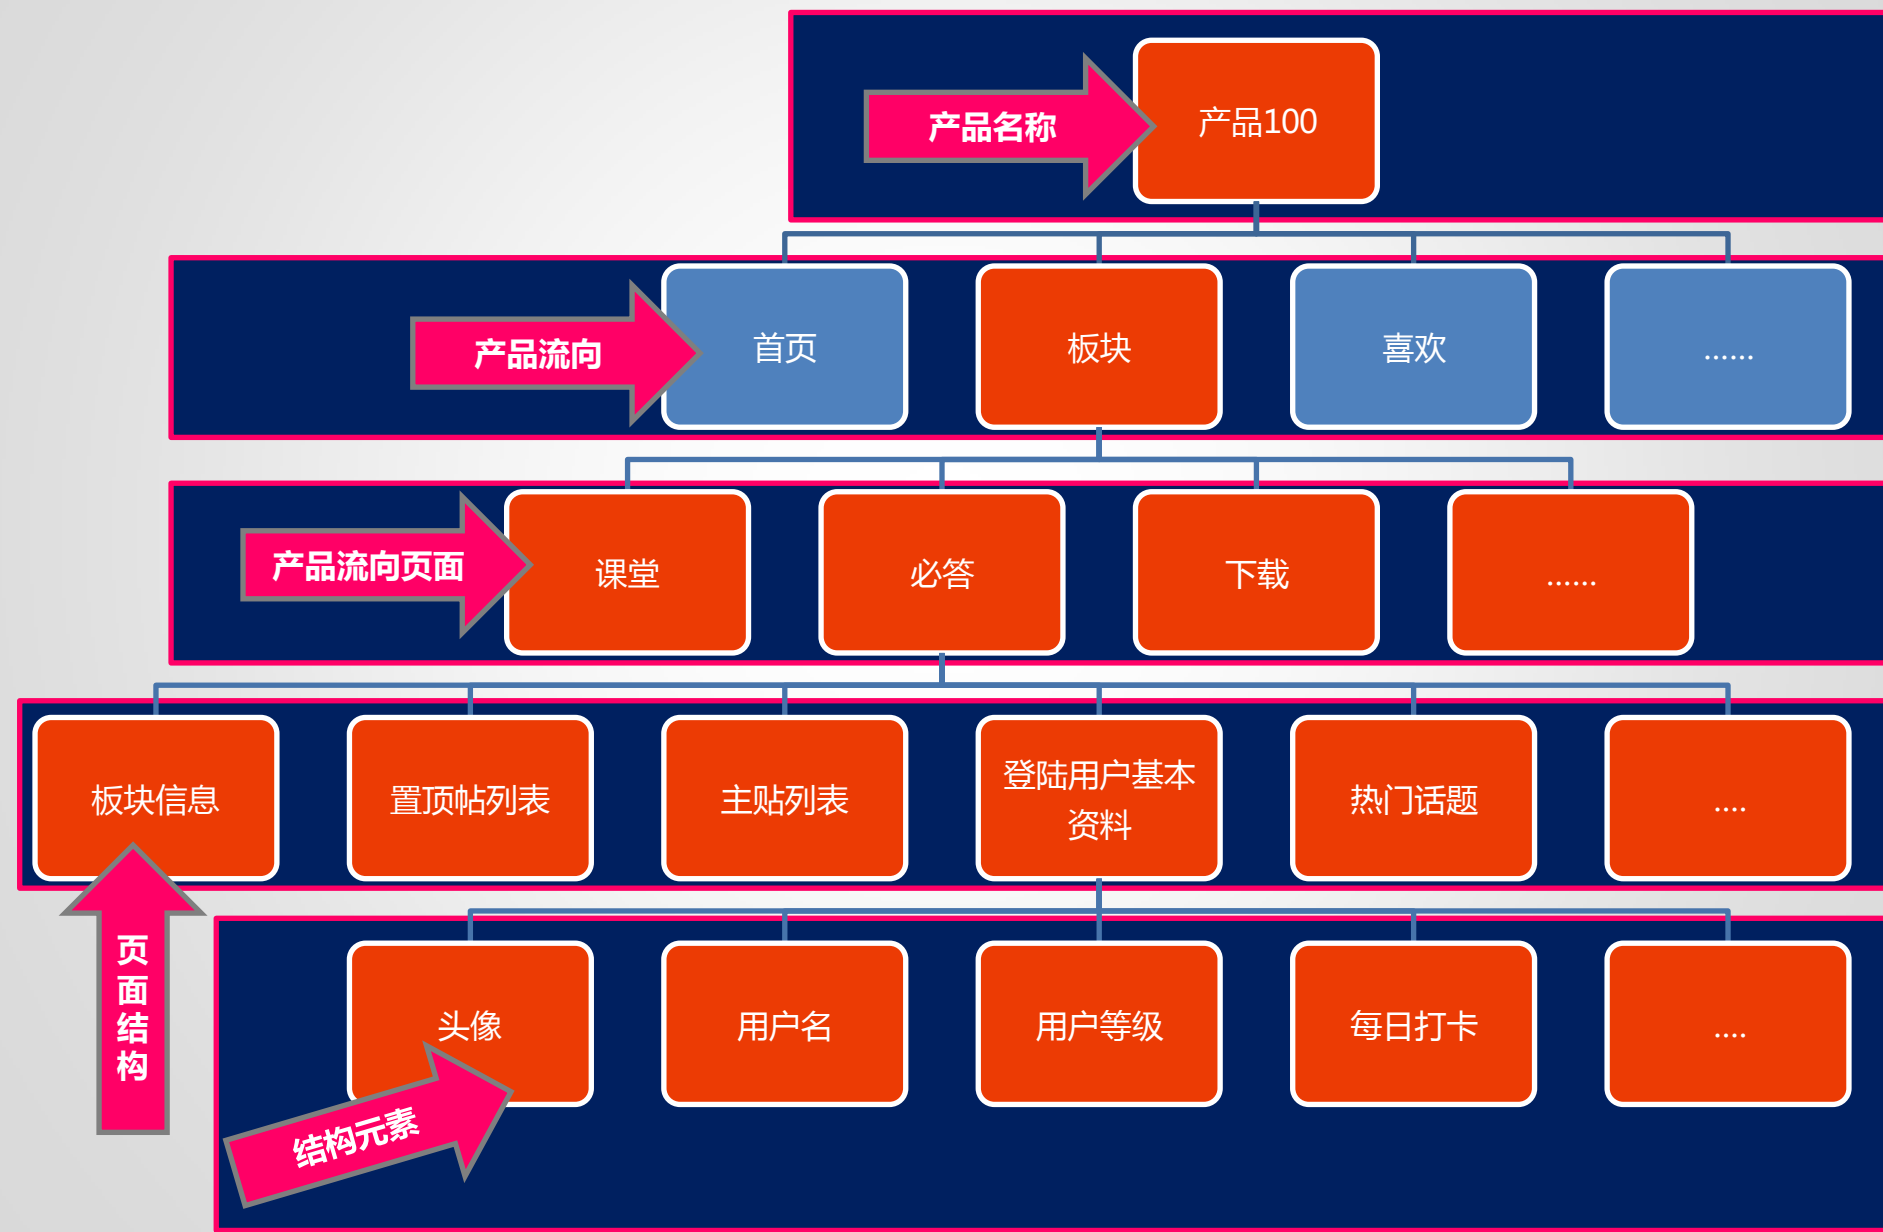 产品名称
产品100
产品流向
首页
板块
喜欢
......
产品流向页面
课堂
必答
下载
......
板块信息
置顶帖列表
主贴列表
登陆用户基本
资料
热门话题
....
页面结构
头像
用户名
用户等级
每日打卡
....
结构元素